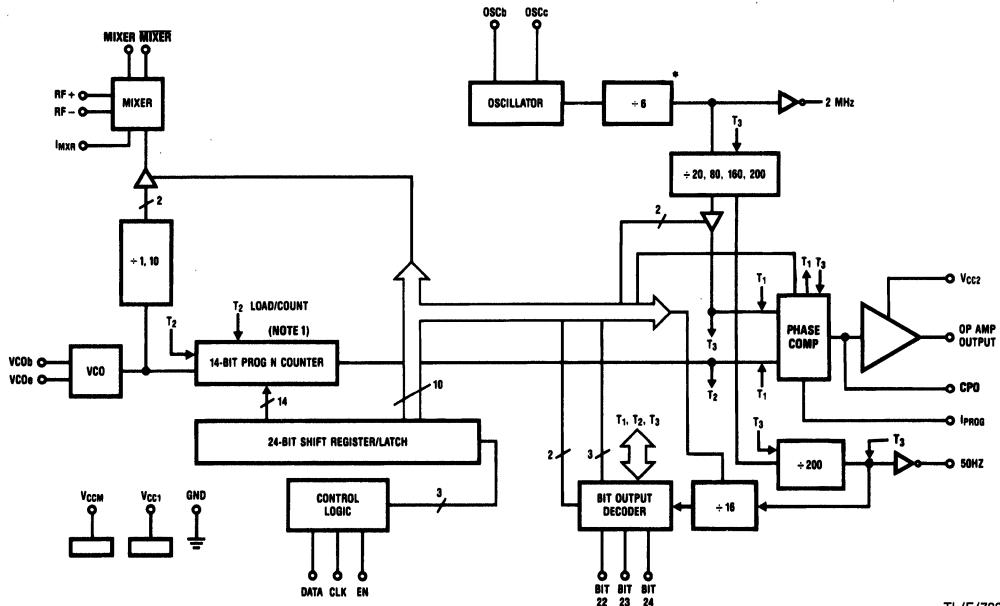 OSCb OSCc
MIXER MIXER
RF +
RF −
MIXER
IMXR
OSCILLATOR
÷ 6
*
2 MHz
T3
÷ 20, 80, 160, 200
2
2
÷ 1, 10
T1
T1 T3
VCC2
T2
T2 LOAD/COUNT
(NOTE 1)
PHASE
COMP
OP AMP
OUTPUT
T3
VCOb
VCOe
VCO
14-BIT PROG N COUNTER
CPO
T2
T1
14
10
IPROG
T1, T2, T3
T3
T3
24-BIT SHIFT REGISTER/LATCH
2
3
÷ 200
50HZ
VCCM
VCC1
GND
CONTROL
LOGIC
3
BIT OUTPUT
DECODER
÷ 16
DATA CLK EN
BIT
22
BIT
23
BIT
24